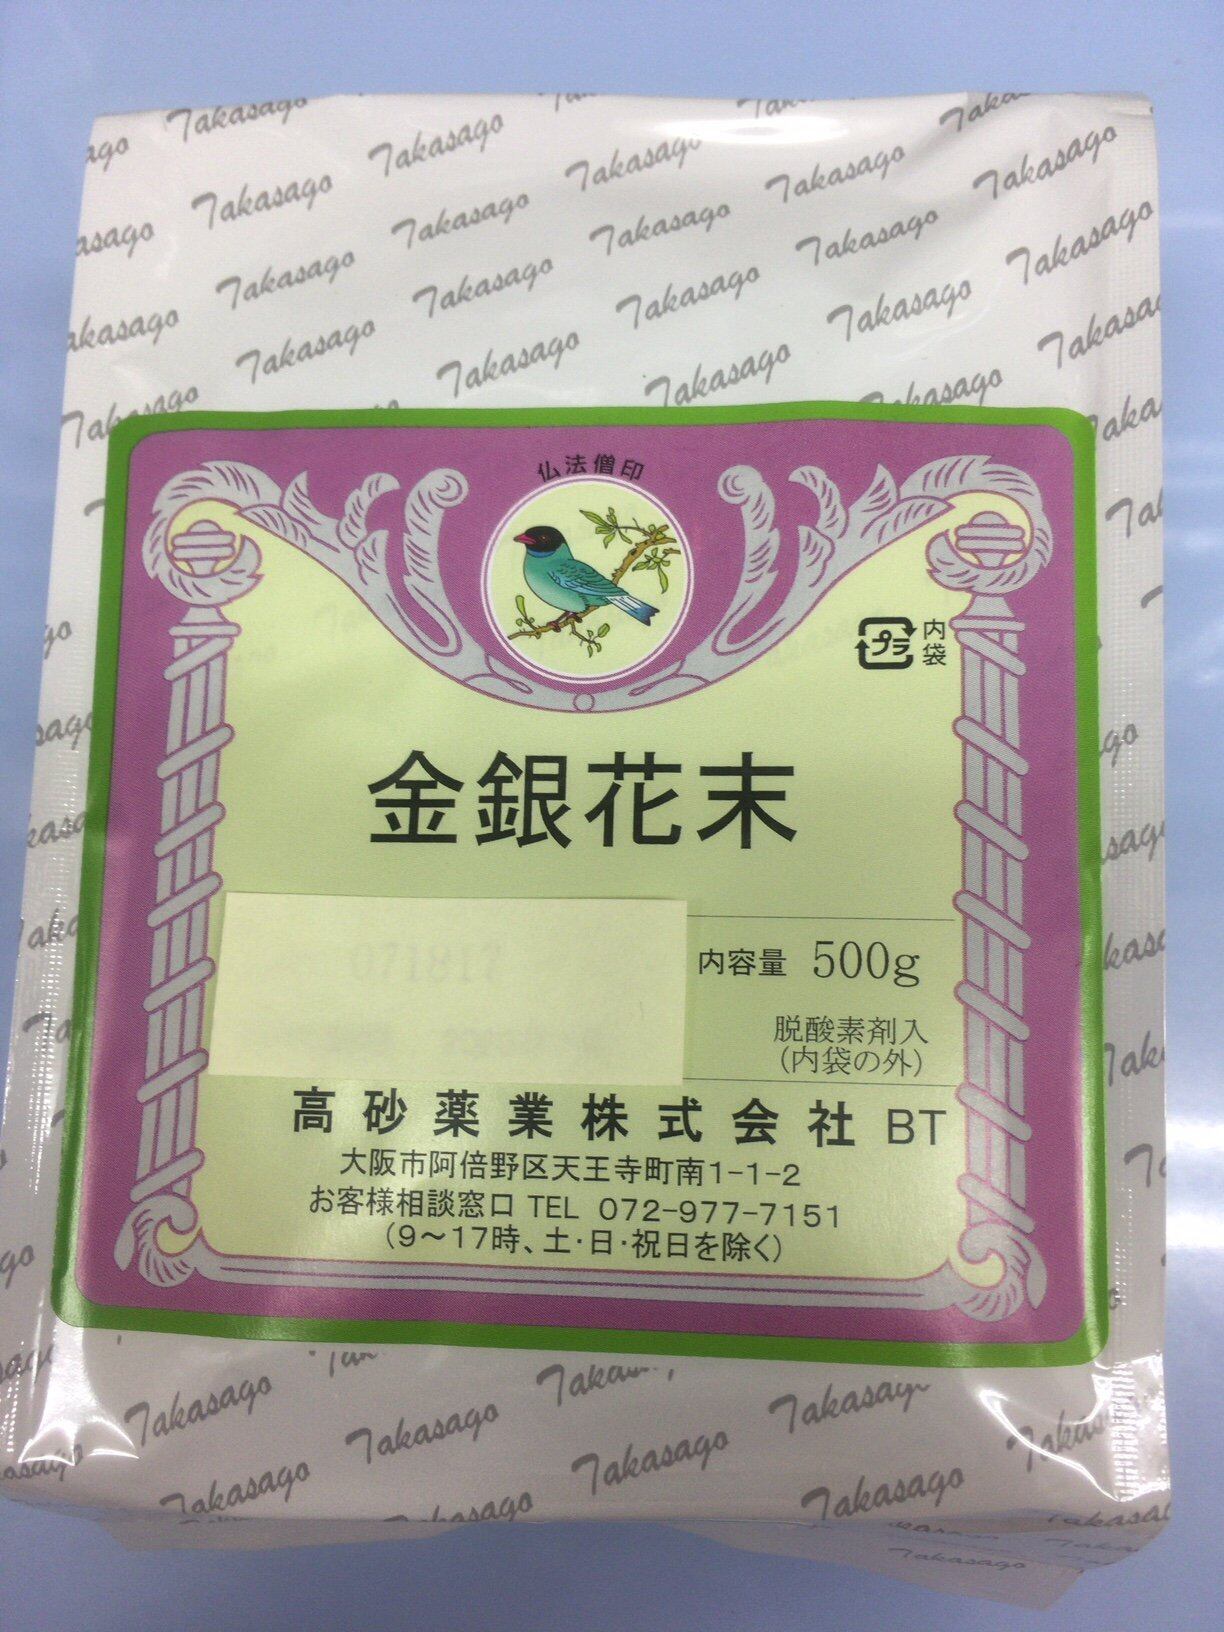 Takasago
仏法僧印
プラ 内袋
金銀花末
内容量 500g
脱酸素剤入
(内袋の外)
高砂薬業株式会社 BT
大阪市阿倍野区天王寺町南1-1-2
お客様相談窓口 TEL 072-977-7151
(9〜17時、土・日・祝日を除く)